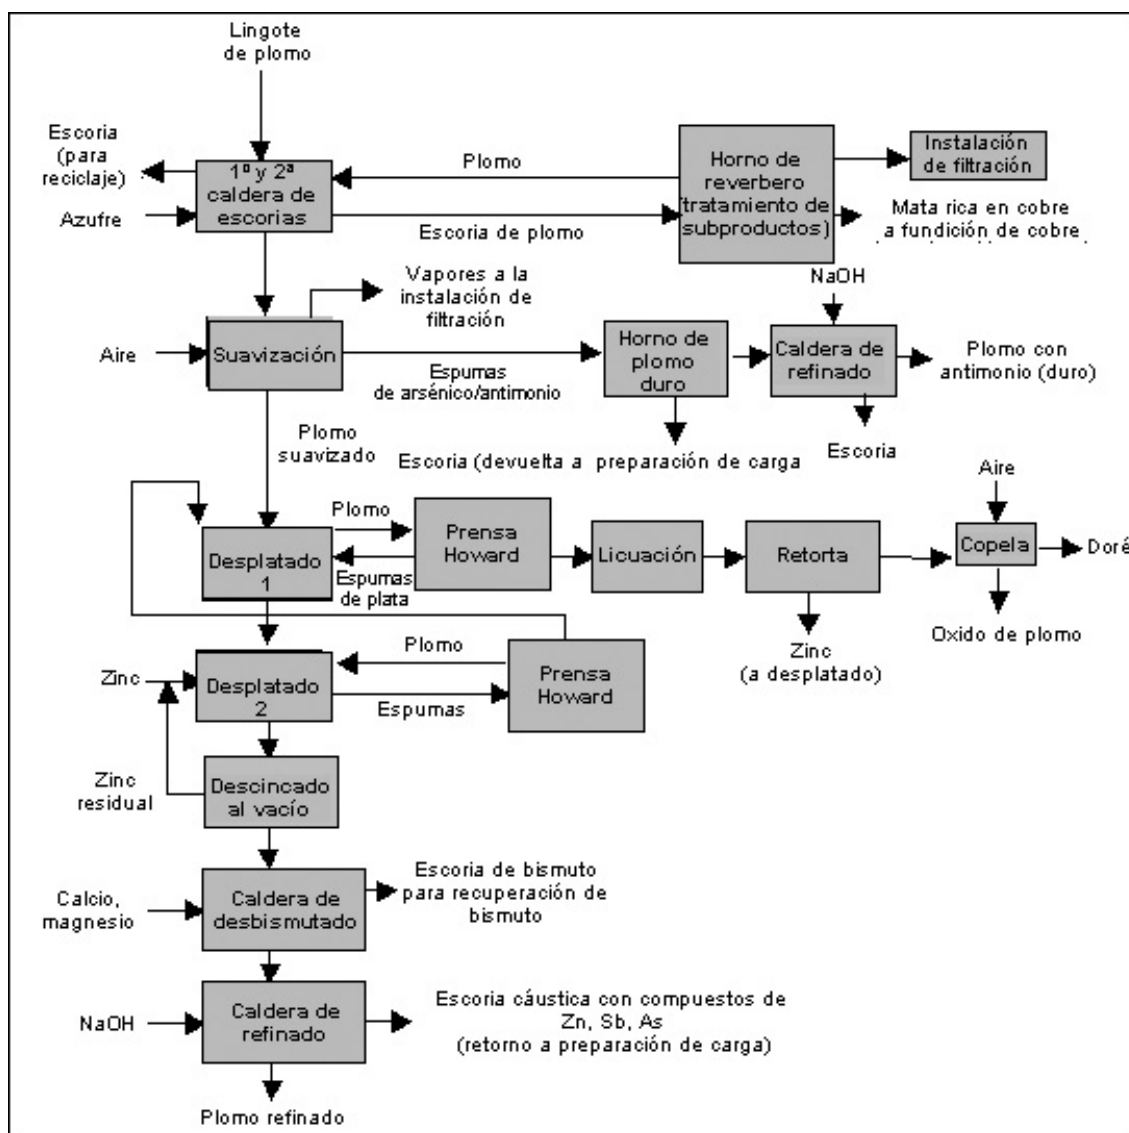 Lingote
de plomo
Escoria
(para
reciclaje)
Azufre
1ª y 2ª
caldera de
escorias
Plomo
Escoria de plomo
Horno de
reverbero
(tratamiento de
subproductos)
Instalación
de filtración
Mata rica en cobre
a fundición de cobre
Vapores a la
instalación de
filtración
NaOH
Aire
Suavización
Espumas
de arsénico/antimonio
Horno de
plomo
duro
Caldera de
refinado
Plomo con
antimonio (duro)
Plomo
suavizado
Escoria (devuelta a preparación de carga
Escoria
Aire
Desplatado
1
Plomo
Espumas
de plata
Prensa
Howard
Licuación
Retorta
Copela
Doré
Zinc
(a desplatado)
Oxido de plomo
Zinc
Desplatado
2
Plomo
Espumas
Prensa
Howard
Zinc
residual
Descincado
al vacío
Calcio,
magnesio
Caldera de
desbismutado
Escoria de bismuto
para recuperación de
bismuto
NaOH
Caldera de
refinado
Escoria cáustica con compuestos de
Zn, Sb, As
(retorno a preparación de carga)
Plomo refinado